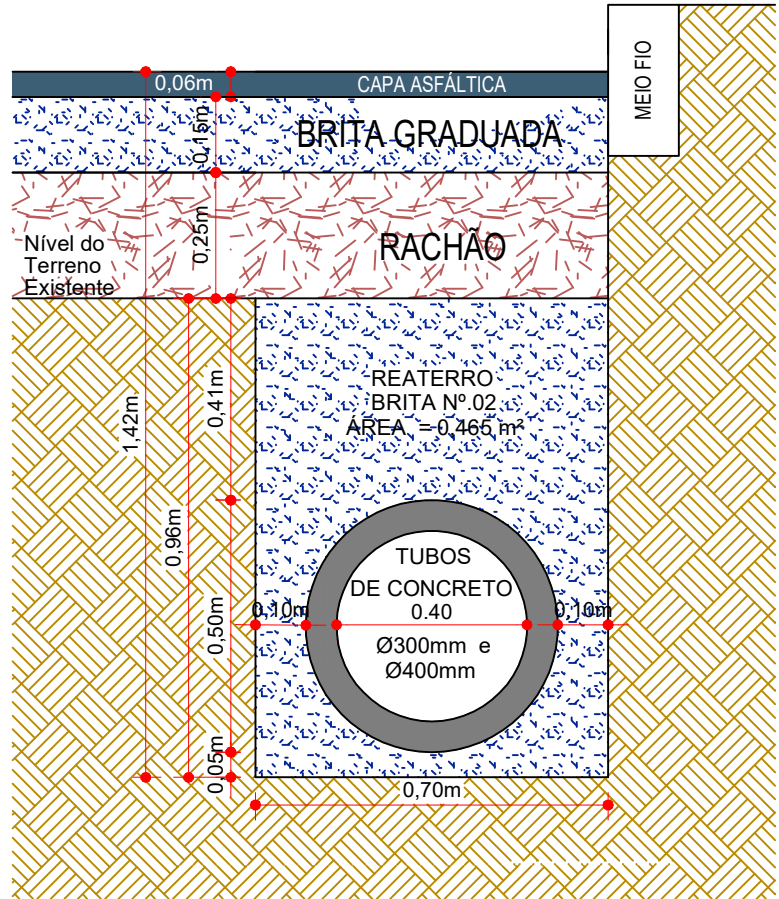 MEIO FIO
0,06m
CAPA ASFÁLTICA
0,15m
BRITA GRADUADA
0,25m
RACHÃO
Nível do
Terreno
Existente
REATERRO
BRITA Nº.02
ÁREA = 0,465 m²
0,41m
1,42m
0,96m
TUBOS
DE CONCRETO
0,10m
0.40
0,10m
Ø300mm e
Ø400mm
0,50m
0,05m
0,70m